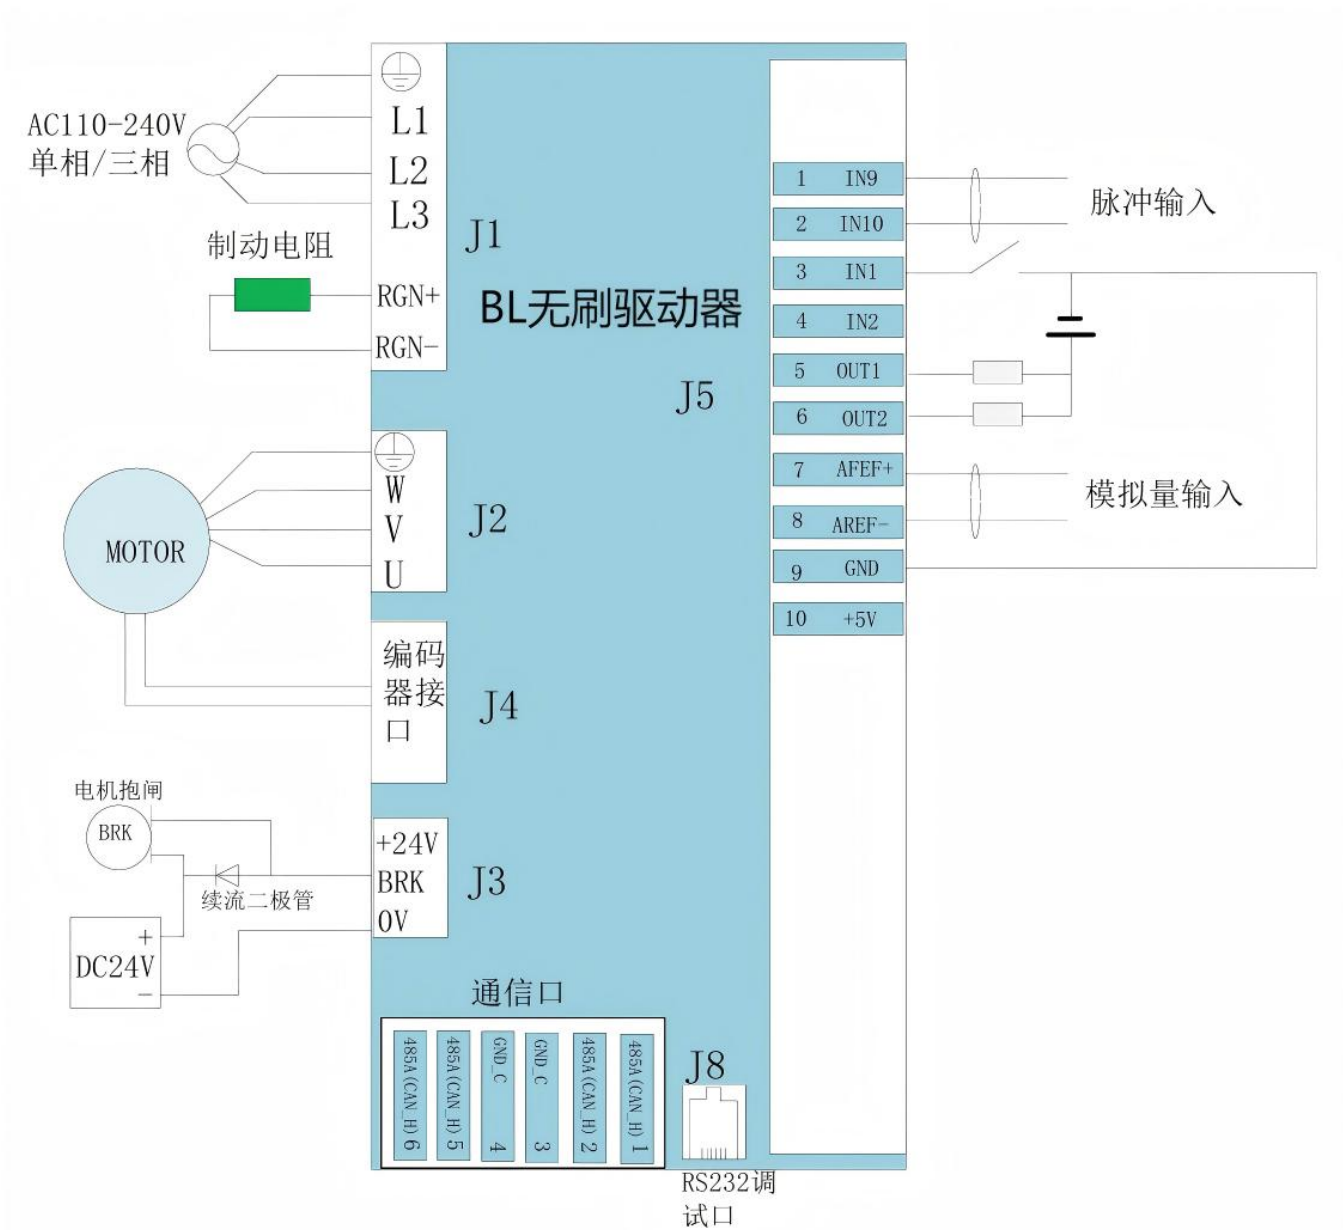 AC110-240V
单相/三相
L1
L2
L3
J1
制动电阻
RGN+
RGN-
BL无刷驱动器
MOTOR
W
V
U
J2
编码
器接
口
J4
电机抱闸
BRK
续流二极管
+24V
BRK
0V
J3
+
DC24V
-
J5
1 IN9
2 IN10
3 IN1
4 IN2
5 OUT1
6 OUT2
7 AFEF+
8 AREF-
9 GND
10 +5V
脉冲输入
模拟量输入
通信口
485A(CAN_H) 6
485A(CAN_H) 5
GND_C 4
GND_C 3
485A(CAN_H) 2
485A(CAN_H) 1
J8
RS232调
试口